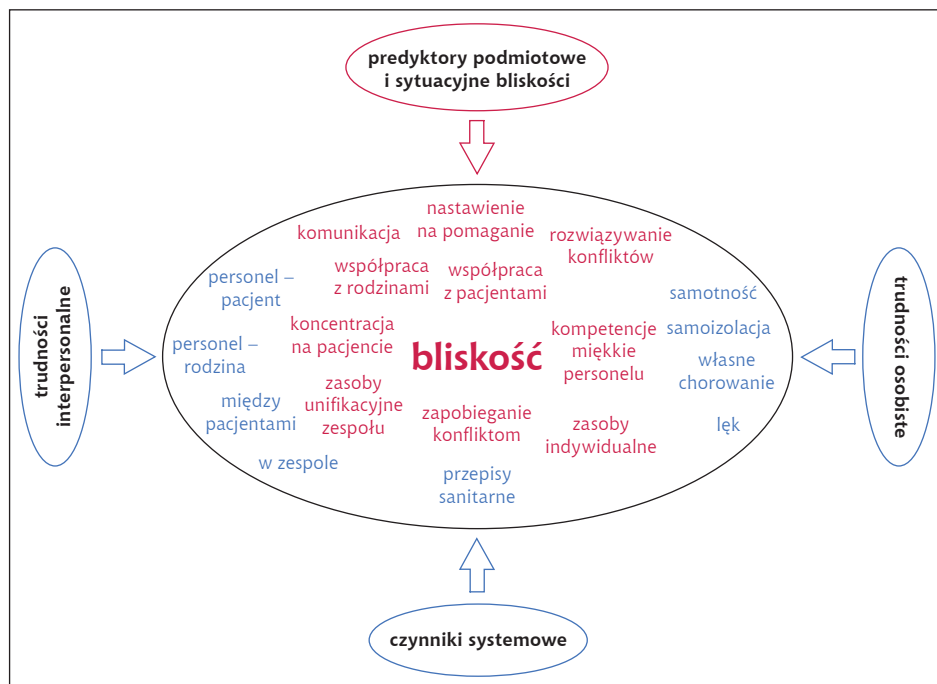 predyktory podmiotowe
i sytuacyjne bliskości
nastawienie
na pomaganie
komunikacja
rozwiązywanie
konfliktów
współpraca
z rodzinami
współpraca
z pacjentami
personel –
pacjent
samotność
koncentracja
na pacjencie
bliskość
kompetencje
miękkie
personelu
samoizolacja
personel –
rodzina
własne
chorowanie
trudności
interpersonalne
trudności osobiste
zasoby
unifikacyjne
zespołu
między
pacjentami
zapobieganie
konfliktom
zasoby
indywidualne
lęk
w zespole
przepisy
sanitarne
czynniki systemowe